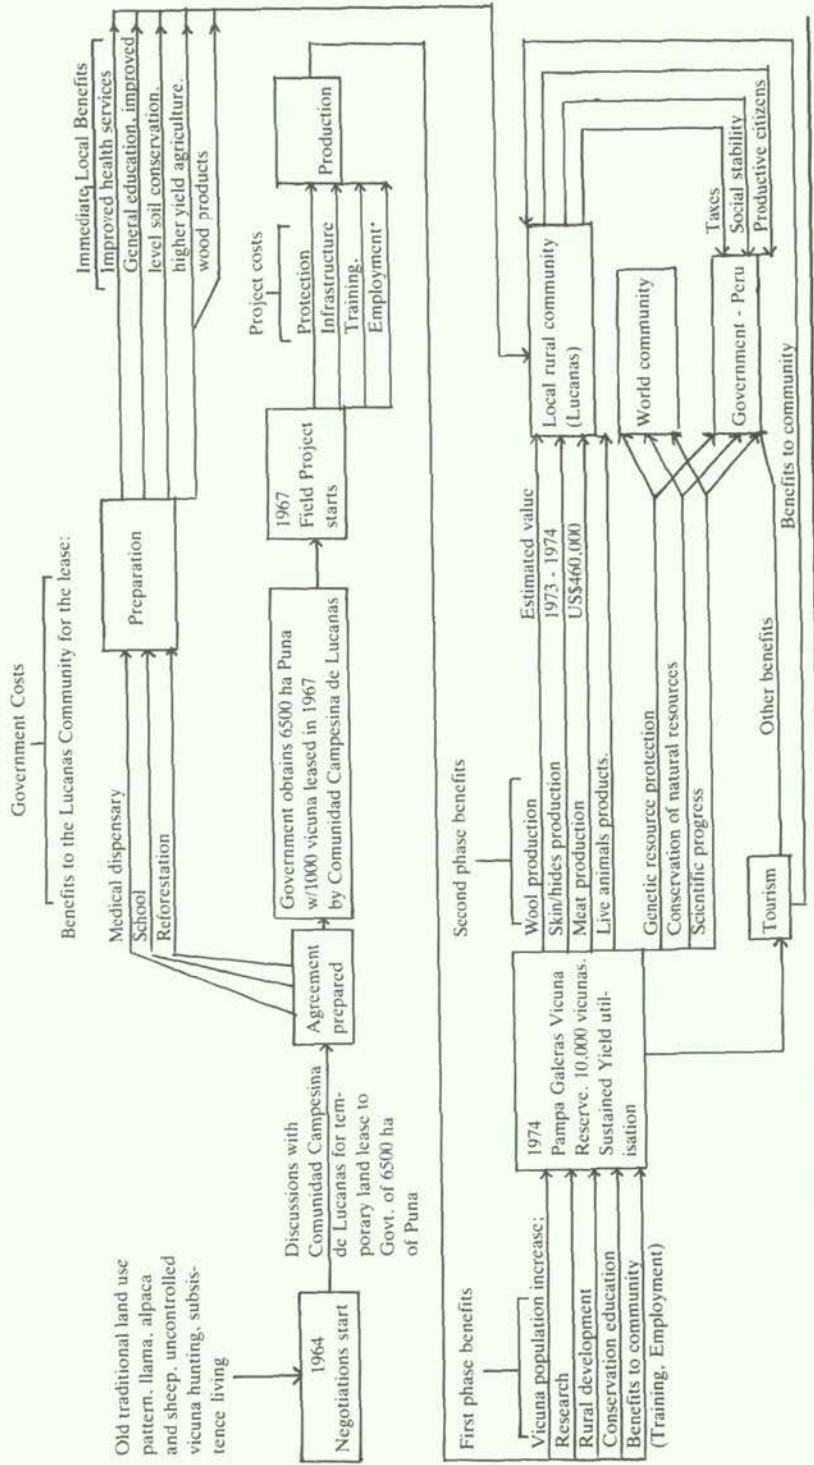 Government Costs
Benefits to the Lucanas Community for the lease:
Medical dispensary
School
Reforestation
Preparation
Immediate Local Benefits
Improved health services
General education, improved
level soil conservation.
higher yield agriculture.
wood products
Old traditional land use
pattern, llama, alpaca
and sheep, uncontrolled
vicuna hunting, subsis-
tence living
1964
Negotiations start
Discussions with
Comunidad Campesina
de Lucanas for tem-
porary land lease to
Govt. of 6500 ha
of Puna
Agreement
prepared
Government obtains 6500 ha Puna
w/1000 vicuna leased in 1967
by Comunidad Campesina de Lucanas
1967
Field Project
starts
Project costs
Protection
Infrastructure
Training,
Employment*
Production
First phase benefits
Vicuna population increase;
Research
Rural development
Conservation education
Benefits to community
(Training, Employment)
1974
Pampa Galeras Vicuna
Reserve. 10,000 vicunas.
Sustained Yield util-
isation
Second phase benefits
Wool production
Skin/hides production
Meat production
Live animals products.
Estimated value
1973 - 1974
US$460,000
Genetic resource protection
Conservation of natural resources
Scientific progress
Tourism
Other benefits
Benefits to community
Local rural community
(Lucanas)
World community
Government - Peru
Taxes
Social stability
Productive citizens